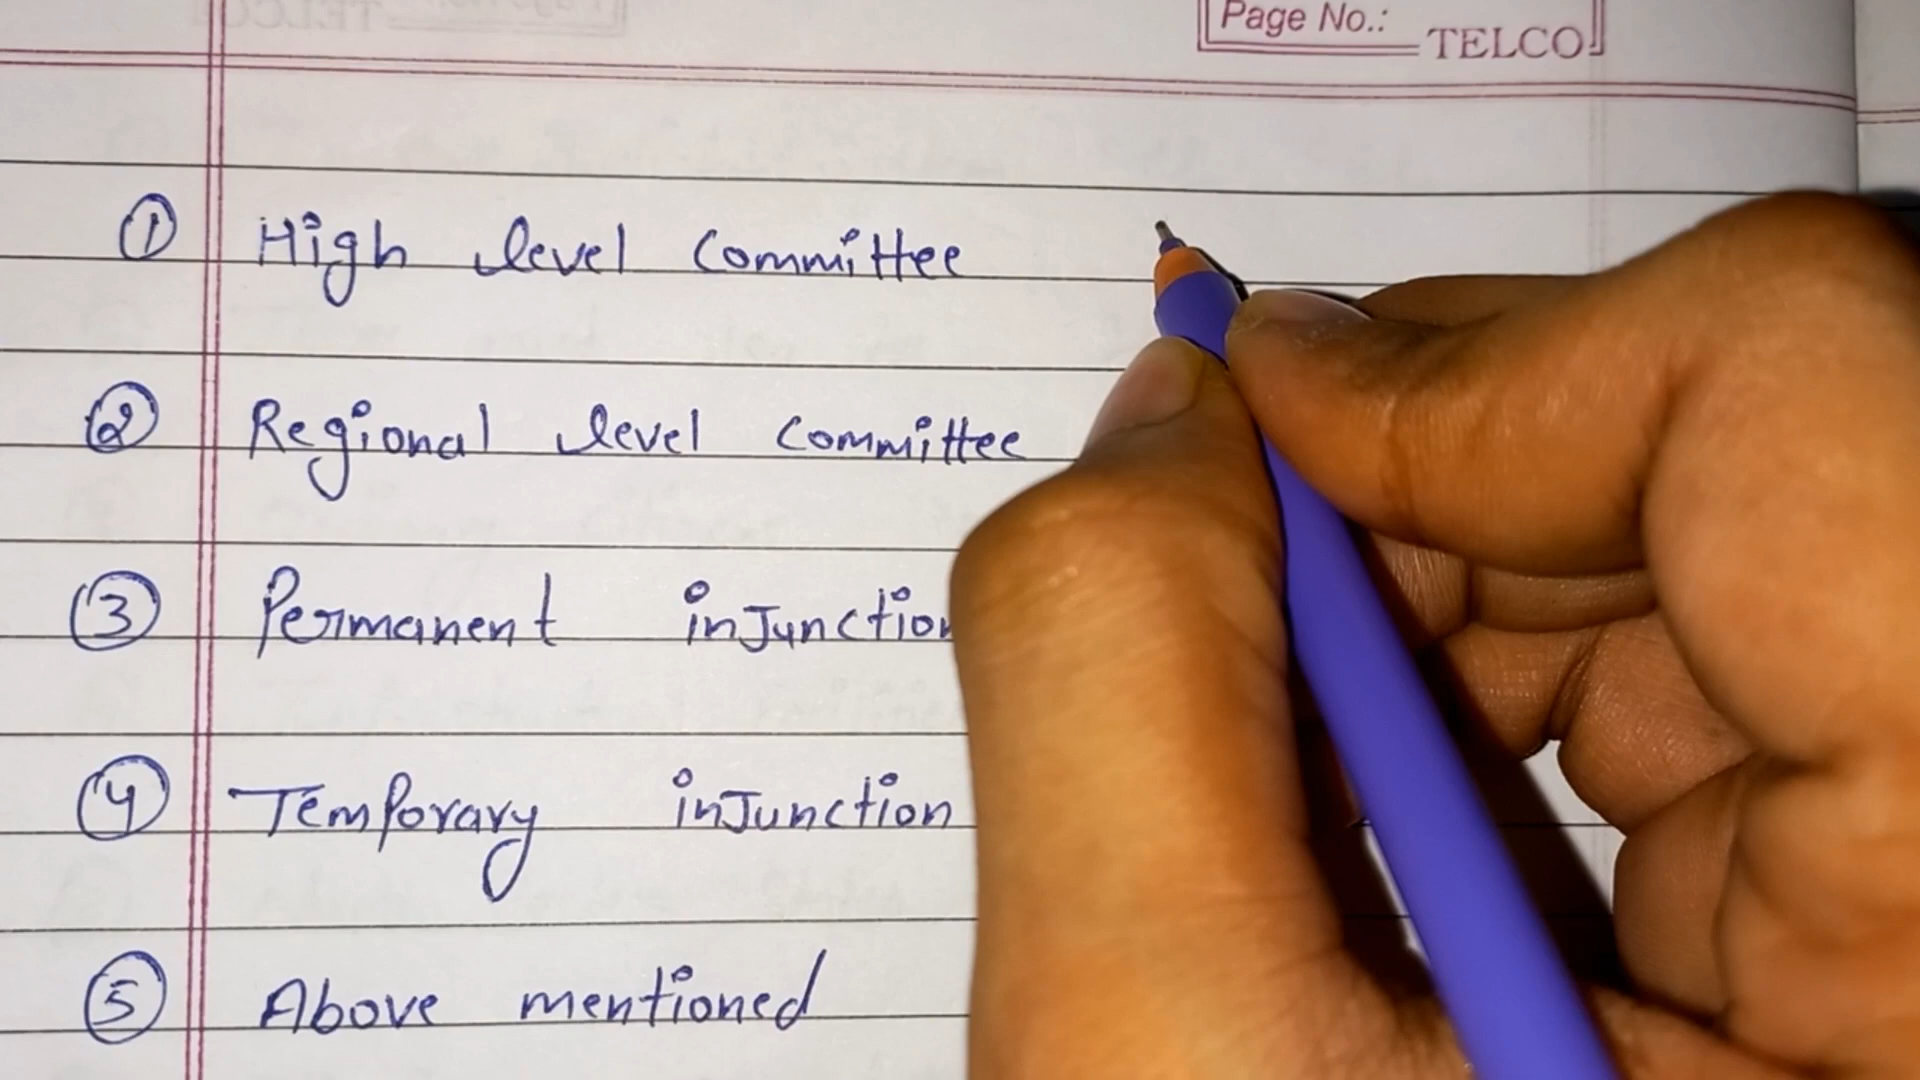 Page No.:
TELCO
① High level committee
② Regional level committee
③ Permanent injunction
④ Temporary injunction
⑤ Above mentioned